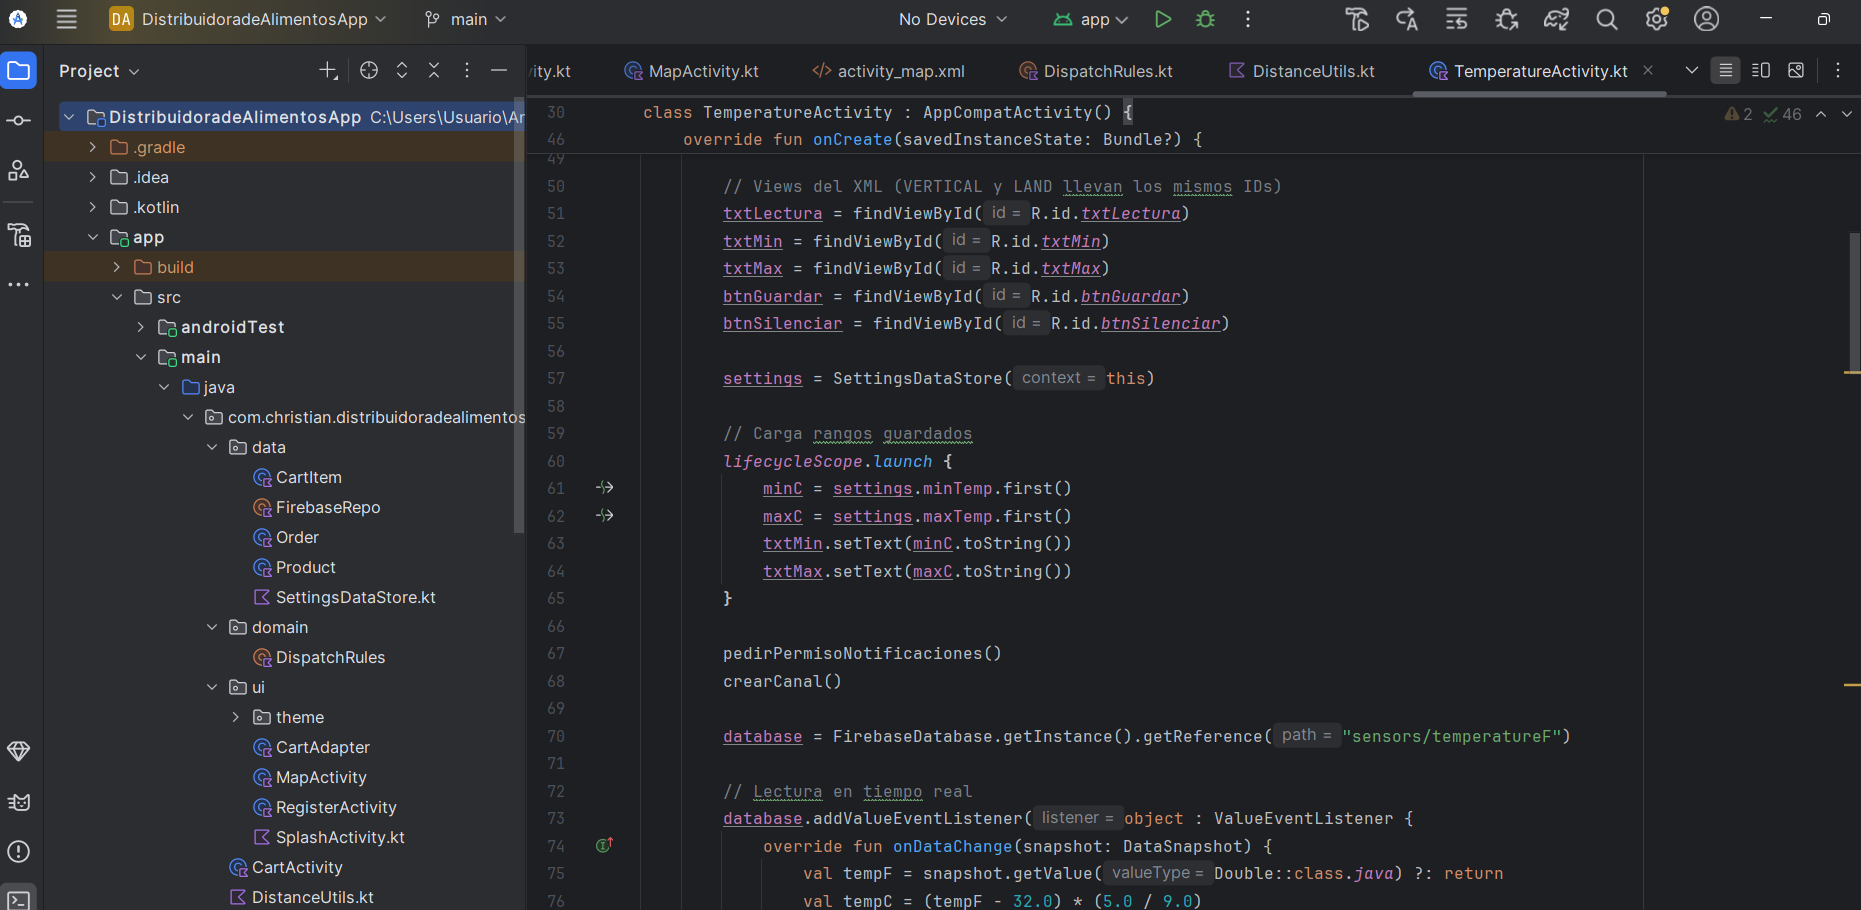 DA DistribuidoradeAlimentosApp main No Devices app
Project
ity.kt MapActivity.kt </> activity_map.xml DispatchRules.kt DistanceUtils.kt TemperatureActivity.kt
DistribuidoradeAlimentosApp C:\Users\Usuario\Ar
.gradle
.idea
.kotlin
app
build
src
androidTest
main
java
com.christian.distribuidoradealimentos
data
CartItem
FirebaseRepo
Order
Product
SettingsDataStore.kt
domain
DispatchRules
ui
theme
CartAdapter
MapActivity
RegisterActivity
SplashActivity.kt
CartActivity
DistanceUtils.kt
2 46
30 class TemperatureActivity : AppCompatActivity() {
46 override fun onCreate(savedInstanceState: Bundle?) {
49
50 // Views del XML (VERTICAL y LAND llevan los mismos IDs)
51 txtLectura = findViewById( id = R.id.txtLectura)
52 txtMin = findViewById( id = R.id.txtMin)
53 txtMax = findViewById( id = R.id.txtMax)
54 btnGuardar = findViewById( id = R.id.btnGuardar)
55 btnSilenciar = findViewById( id = R.id.btnSilenciar)
56
57 settings = SettingsDataStore( context = this)
58
59 // Carga rangos guardados
60 lifecycleScope.launch {
61 minC = settings.minTemp.first()
62 maxC = settings.maxTemp.first()
63 txtMin.setText(minC.toString())
64 txtMax.setText(maxC.toString())
65 }
66
67 pedirPermisoNotificaciones()
68 crearCanal()
69
70 database = FirebaseDatabase.getInstance().getReference( path = "sensors/temperatureF")
71
72 // Lectura en tiempo real
73 database.addValueEventListener( listener = object : ValueEventListener {
74 override fun onDataChange(snapshot: DataSnapshot) {
75 val tempF = snapshot.getValue( valueType = Double::class.java) ?: return
76 val tempC = (tempF - 32.0) * (5.0 / 9.0)